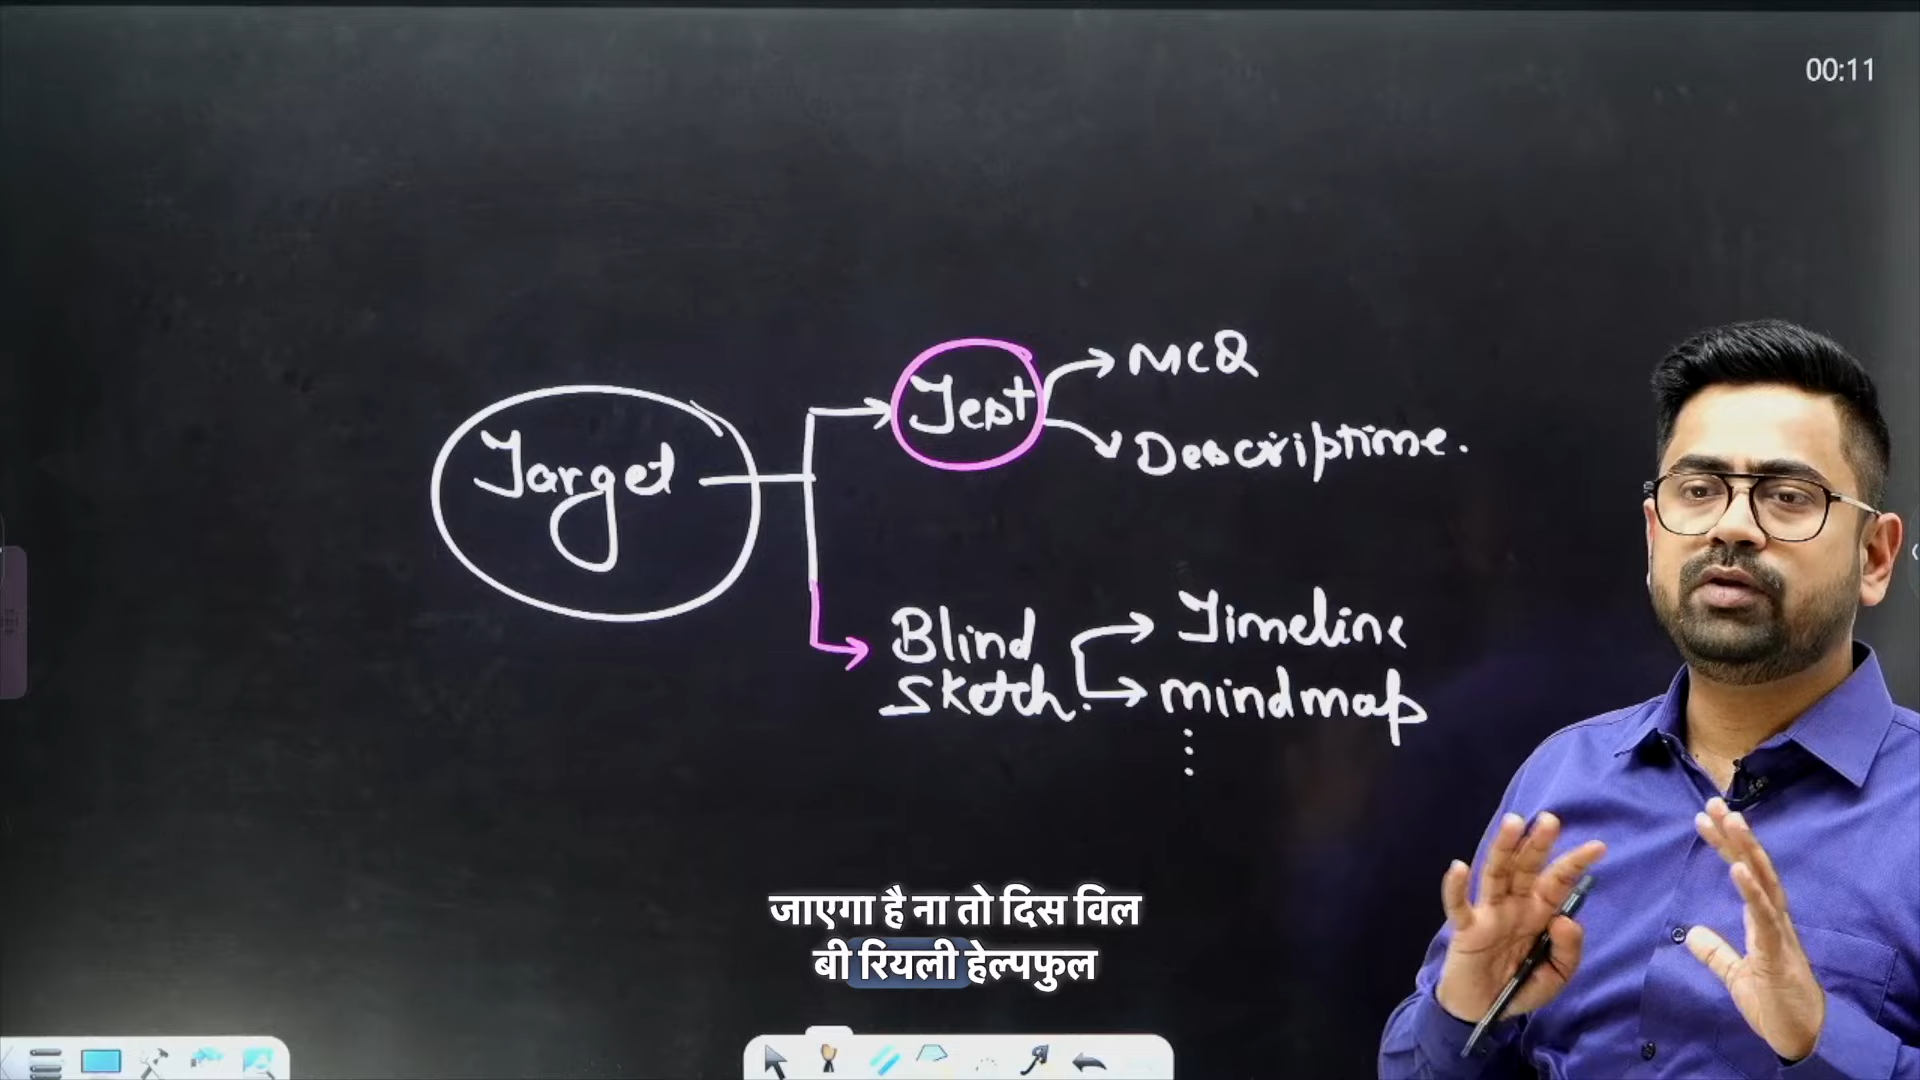 00:11
Target
Test
MCQ
Descriptive.
Blind
Sketch.
Timeline
mindmap
जाएगा है ना तो दिस विल
बी रियली हेल्पफुल